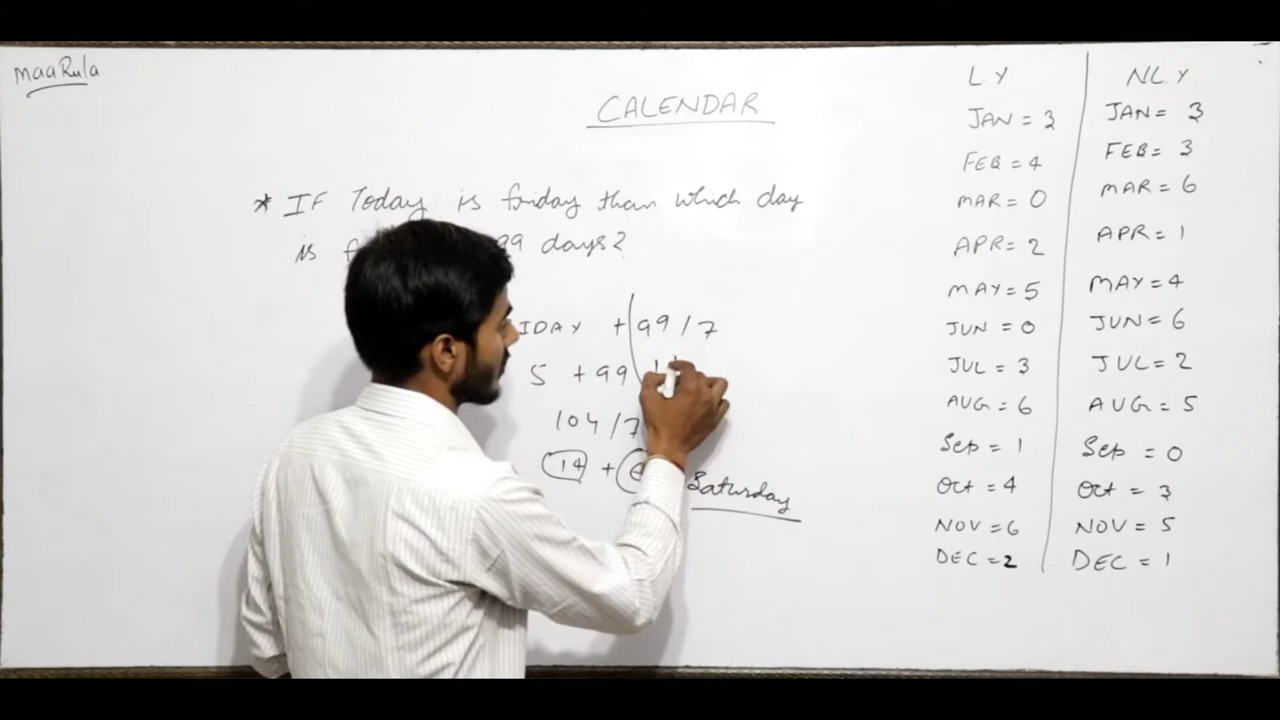 maaRula
CALENDAR
* IF Today is friday than which day
is 99 days?
IDAY + 99/7
5 + 99
104/7
14 +
Saturday
L.Y
JAN = 3
FEB = 4
MAR = 0
APR = 2
MAY = 5
JUN = 0
JUL = 3
AUG = 6
Sep = 1
Oct = 4
NOV = 6
DEC = 2
NL.Y
JAN = 3
FEB = 3
MAR = 6
APR = 1
MAY = 4
JUN = 6
JUL = 2
AUG = 5
Sep = 0
Oct = 3
NOV = 5
DEC = 1